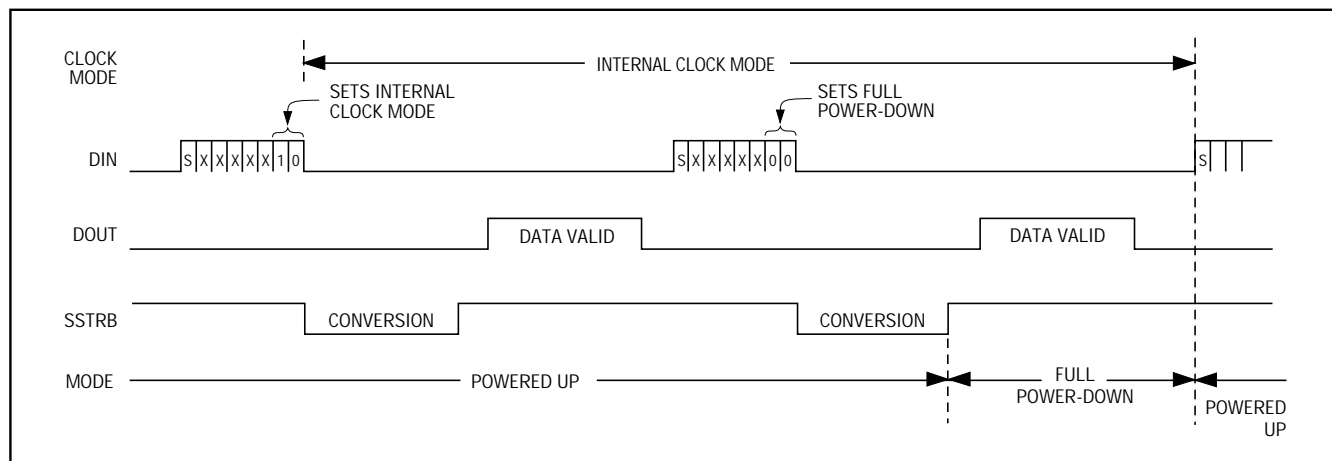 CLOCK
MODE
INTERNAL CLOCK MODE
SETS INTERNAL
CLOCK MODE
SETS FULL
POWER-DOWN
DIN
S X X X X X 1 0
S X X X X X 0 0
S
DOUT
DATA VALID
DATA VALID
SSTRB
CONVERSION
CONVERSION
MODE
POWERED UP
FULL
POWER-DOWN
POWERED
UP